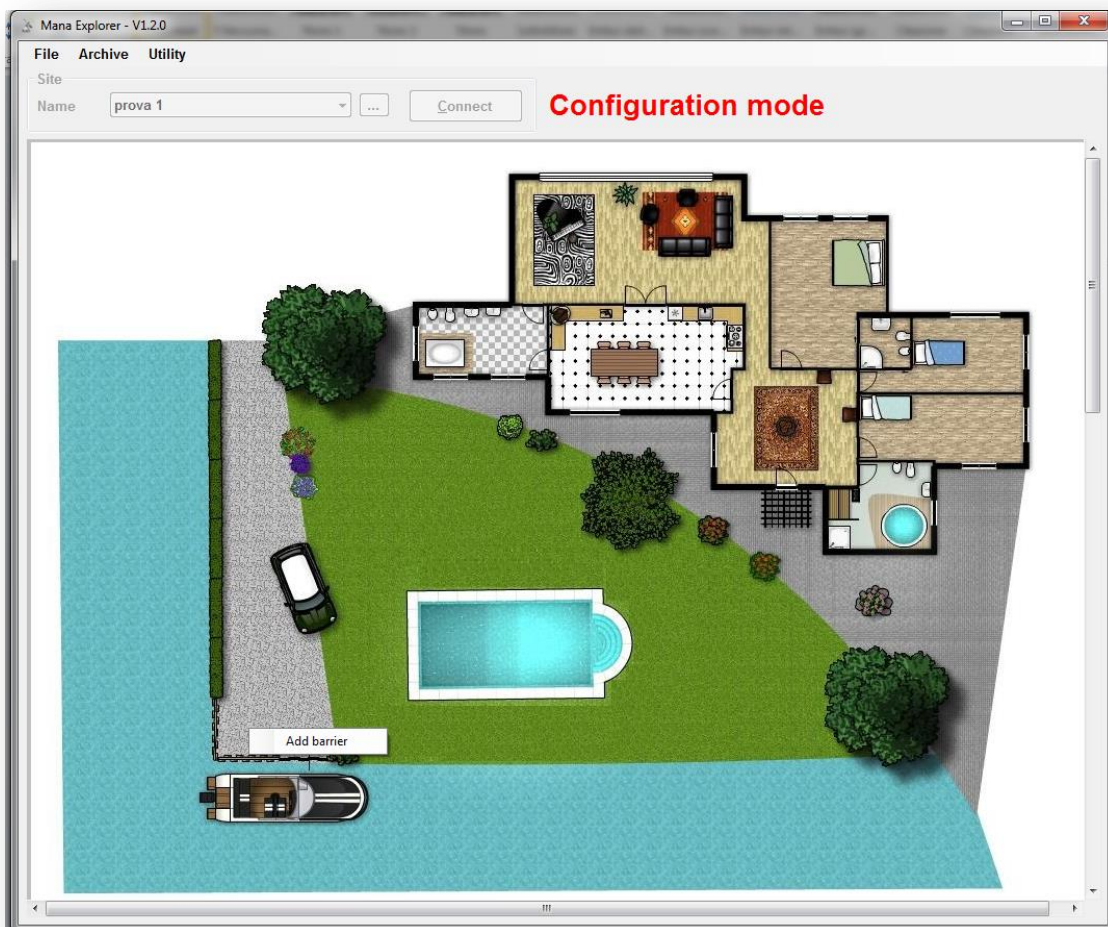 Mana Explorer - V1.2.0
File Archive Utility
Site
Name prova 1 ... Connect
Configuration mode
Add barrier